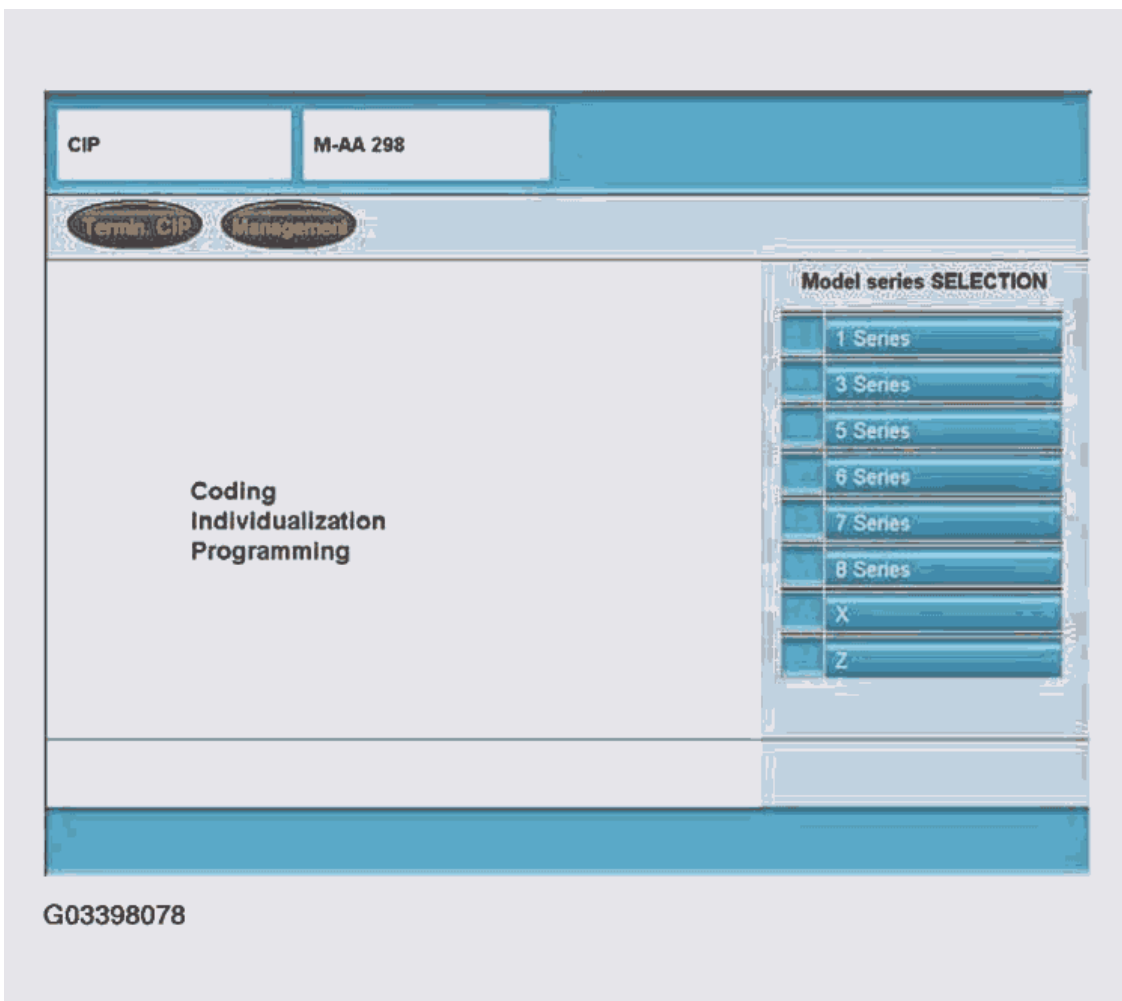 CIP M-AA 298
Termin. CIP Management
Model series SELECTION
1 Series
3 Series
5 Series
6 Series
7 Series
8 Series
X
Z
Coding
Individualization
Programming
G03398078